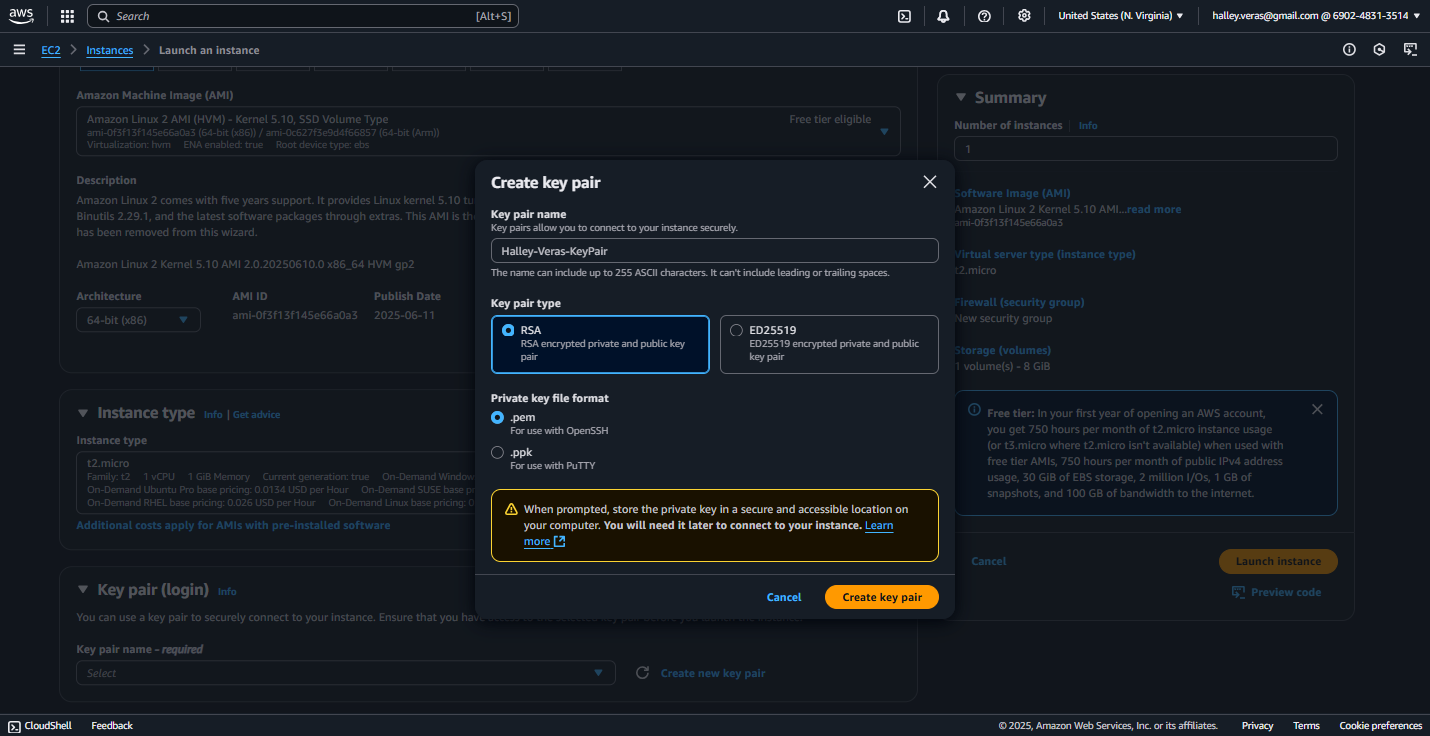 aws
Search [Alt+S]
United States (N. Virginia)
halley.veras@gmail.com @ 6902-4831-3514
EC2 > Instances > Launch an instance
Amazon Machine Image (AMI)
Amazon Linux 2 AMI (HVM) - Kernel 5.10, SSD Volume Type
Free tier eligible
ami-0f3f13f145e66a0a3 (64-bit (x86)) / ami-0c627f3e9d4f66857 (64-bit (Arm))
Virtualization: hvm ENA enabled: true Root device type: ebs
Description
Amazon Linux 2 comes with five years support. It provides Linux kernel 5.10 tu
Binutils 2.29.1, and the latest software packages through extras. This AMI is the
has been removed from this wizard.
Amazon Linux 2 Kernel 5.10 AMI 2.0.20250610.0 x86_64 HVM gp2
Architecture AMI ID Publish Date
64-bit (x86) ami-0f3f13f145e66a0a3 2025-06-11
Instance type Info | Get advice
Instance type
t2.micro
Family: t2 1 vCPU 1 GiB Memory Current generation: true On-Demand Window
On-Demand Ubuntu Pro base pricing: 0.0134 USD per Hour On-Demand SUSE base pr
On-Demand RHEL base pricing: 0.026 USD per Hour On-Demand Linux base pricing: 0
Additional costs apply for AMIs with pre-installed software
Key pair (login) Info
You can use a key pair to securely connect to your instance. Ensure that you have
Key pair name - required
Select
Create new key pair
Create key pair
Key pair name
Key pairs allow you to connect to your instance securely.
Halley-Veras-KeyPair
The name can include up to 255 ASCII characters. It can't include leading or trailing spaces.
Key pair type
RSA
RSA encrypted private and public key
pair
ED25519
ED25519 encrypted private and public
key pair
Private key file format
.pem
For use with OpenSSH
.ppk
For use with PuTTY
When prompted, store the private key in a secure and accessible location on
your computer. You will need it later to connect to your instance. Learn
more
Cancel
Create key pair
Summary
Number of instances Info
1
Software Image (AMI)
Amazon Linux 2 Kernel 5.10 AMI...read more
ami-0f3f13f145e66a0a3
Virtual server type (instance type)
t2.micro
Firewall (security group)
New security group
Storage (volumes)
1 volume(s) - 8 GiB
Free tier: In your first year of opening an AWS account,
you get 750 hours per month of t2.micro instance usage
(or t3.micro where t2.micro isn't available) when used with
free tier AMIs, 750 hours per month of public IPv4 address
usage, 30 GiB of EBS storage, 2 million I/Os, 1 GB of
snapshots, and 100 GB of bandwidth to the internet.
Cancel
Launch instance
Preview code
CloudShell Feedback
© 2025, Amazon Web Services, Inc. or its affiliates. Privacy Terms Cookie preferences